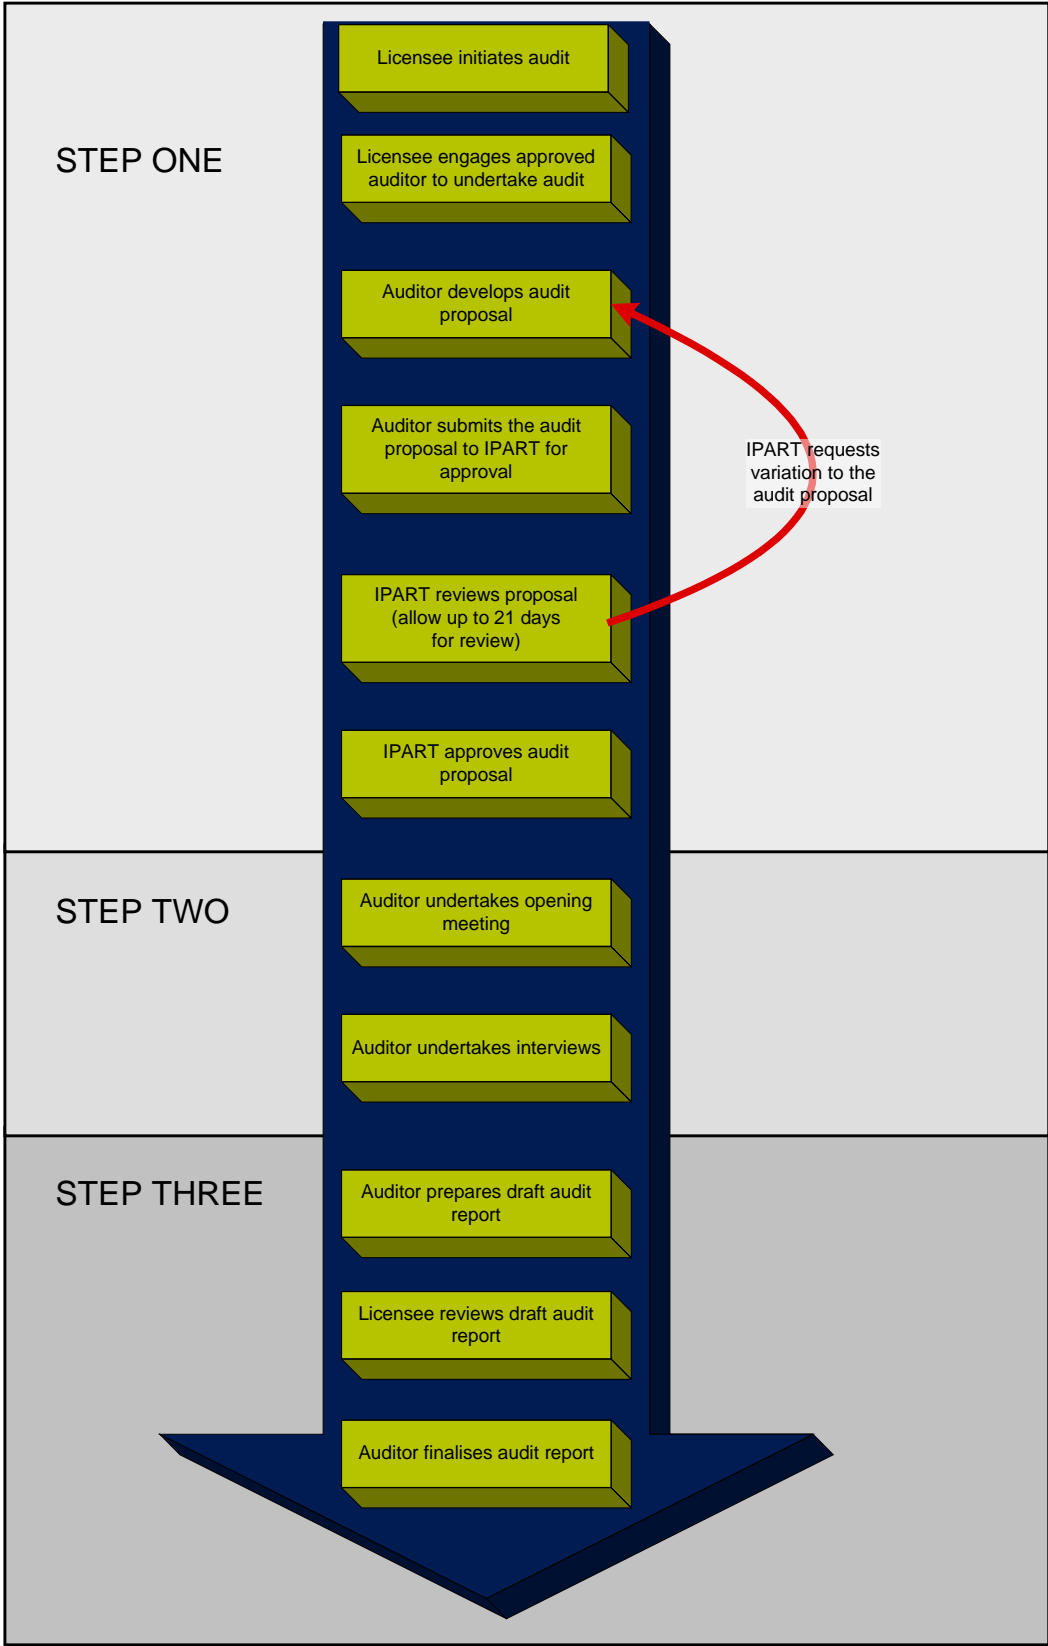 Licensee initiates audit
STEP ONE
Licensee engages approved
auditor to undertake audit
Auditor develops audit
proposal
Auditor submits the audit
proposal to IPART for
approval
IPART requests
variation to the
audit proposal
IPART reviews proposal
(allow up to 21 days
for review)
IPART approves audit
proposal
STEP TWO
Auditor undertakes opening
meeting
Auditor undertakes interviews
STEP THREE
Auditor prepares draft audit
report
Licensee reviews draft audit
report
Auditor finalises audit report